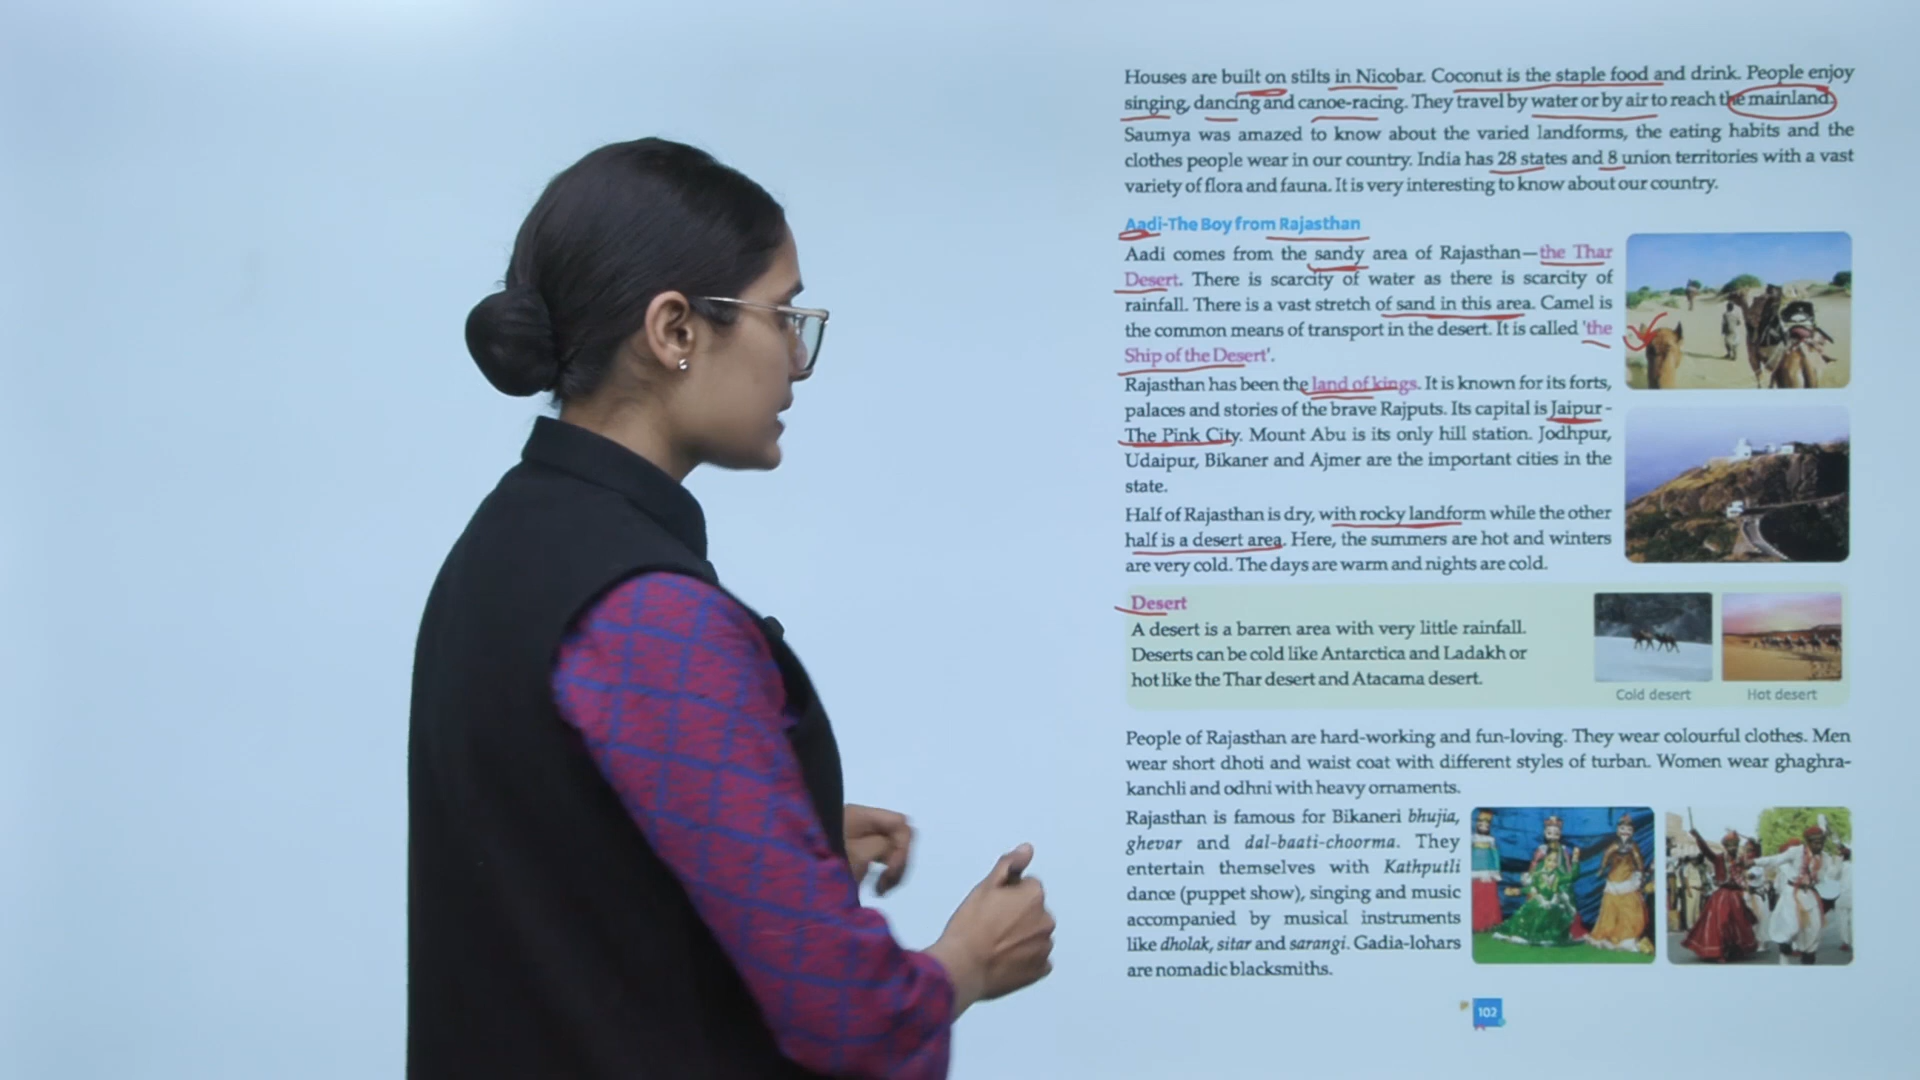 Houses are built on stilts in Nicobar. Coconut is the staple food and drink. People enjoy
singing, dancing and canoe-racing. They travel by water or by air to reach the mainland.
Saumya was amazed to know about the varied landforms, the eating habits and the
clothes people wear in our country. India has 28 states and 8 union territories with a vast
variety of flora and fauna. It is very interesting to know about our country.
Aadi-The Boy from Rajasthan
Aadi comes from the sandy area of Rajasthan—the Thar
Desert. There is scarcity of water as there is scarcity of
rainfall. There is a vast stretch of sand in this area. Camel is
the common means of transport in the desert. It is called 'the
Ship of the Desert'.
Rajasthan has been the land of kings. It is known for its forts,
palaces and stories of the brave Rajputs. Its capital is Jaipur -
The Pink City. Mount Abu is its only hill station. Jodhpur,
Udaipur, Bikaner and Ajmer are the important cities in the
state.
Half of Rajasthan is dry, with rocky landform while the other
half is a desert area. Here, the summers are hot and winters
are very cold. The days are warm and nights are cold.
Desert
A desert is a barren area with very little rainfall.
Deserts can be cold like Antarctica and Ladakh or
hot like the Thar desert and Atacama desert.
Cold desert
Hot desert
People of Rajasthan are hard-working and fun-loving. They wear colourful clothes. Men
wear short dhoti and waist coat with different styles of turban. Women wear ghaghra-
kanchli and odhni with heavy ornaments.
Rajasthan is famous for Bikaneri bhujia,
ghevar and dal-baati-choorma. They
entertain themselves with Kathputli
dance (puppet show), singing and music
accompanied by musical instruments
like dholak, sitar and sarangi. Gadia-lohars
are nomadic blacksmiths.
102